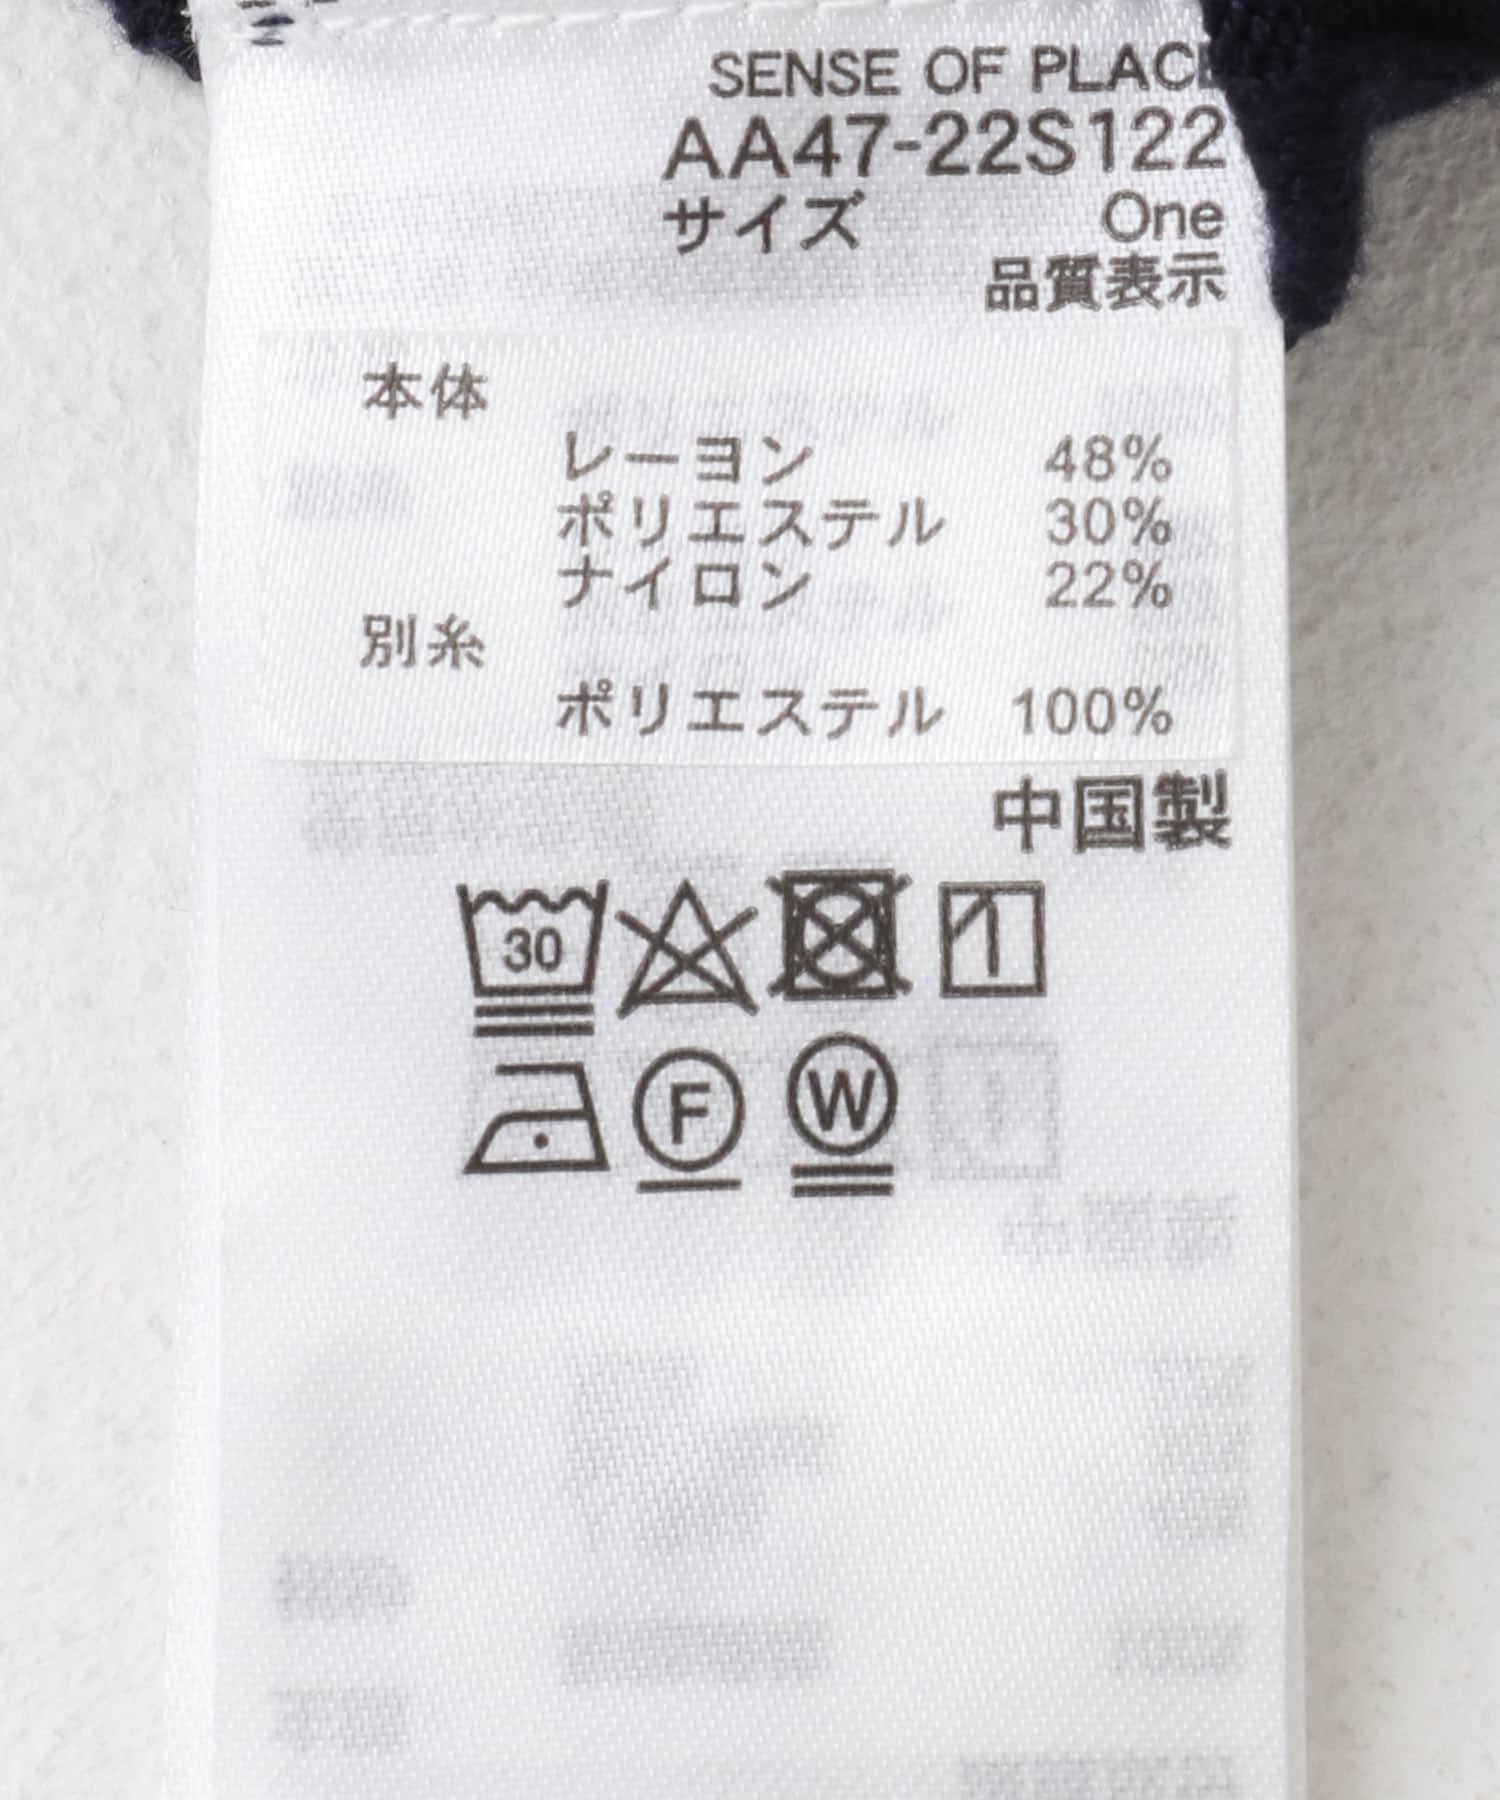 SENSE OF PLACE
AA47-22S122
サイズ One
品質表示
本体
レーヨン 48%
ポリエステル 30%
ナイロン 22%
別糸
ポリエステル 100%
中国製
30
F W